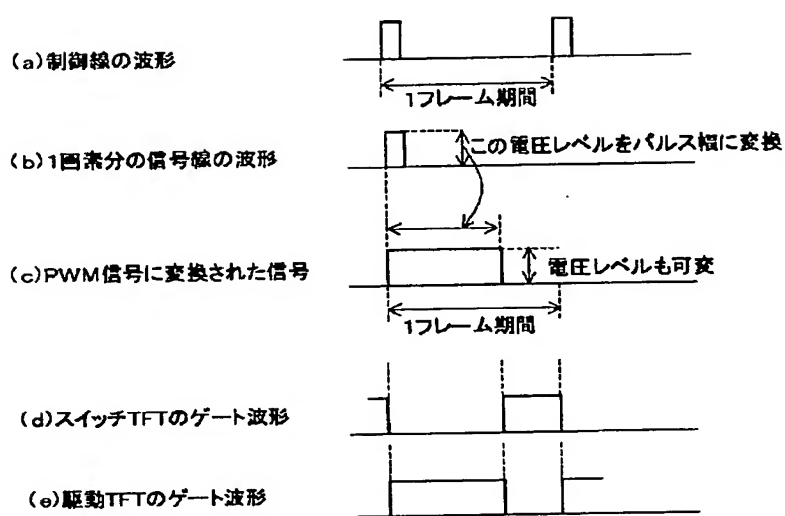 (a)制御線の波形
1フレーム期間
(b)1画素分の信号線の波形
この電圧レベルをパルス幅に変換
(c)PWM信号に変換された信号
電圧レベルも可変
1フレーム期間
(d)スイッチTFTのゲート波形
(e)駆動TFTのゲート波形